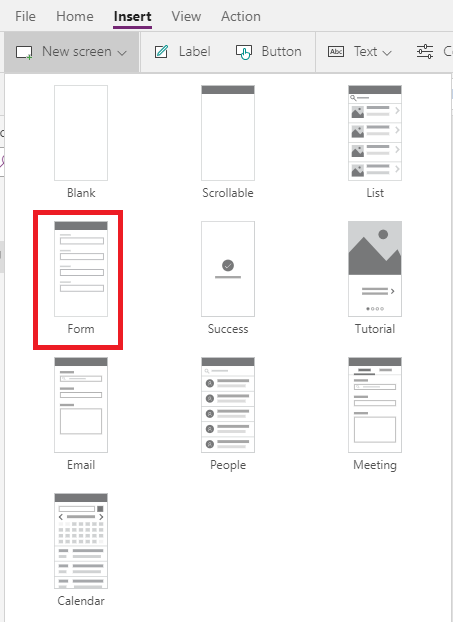 File Home Insert View Action
New screen Label Button Abc Text
Blank Scrollable List
Form Success Tutorial
Email People Meeting
Calendar